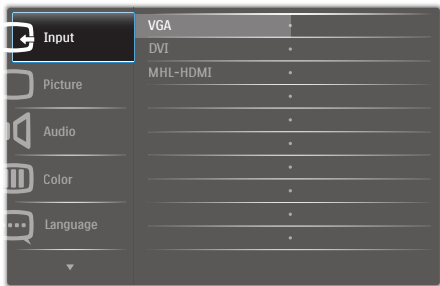 Input
Picture
Audio
Color
Language
VGA
DVI
MHL-HDMI